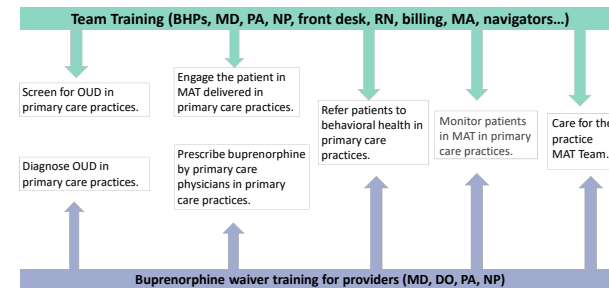 Team Training (BHPs, MD, PA, NP, front desk, RN, billing, MA, navigators…)
Screen for OUD in
primary care practices.
Engage the patient in
MAT delivered in
primary care practices.
Refer patients to
behavioral health in
primary care
practices.
Monitor patients
in MAT in primary
care practices.
Care for the
practice
MAT Team.
Diagnose OUD in
primary care practices.
Prescribe buprenorphine
by primary care
physicians in primary
care practices.
Buprenorphine waiver training for providers (MD, DO, PA, NP)